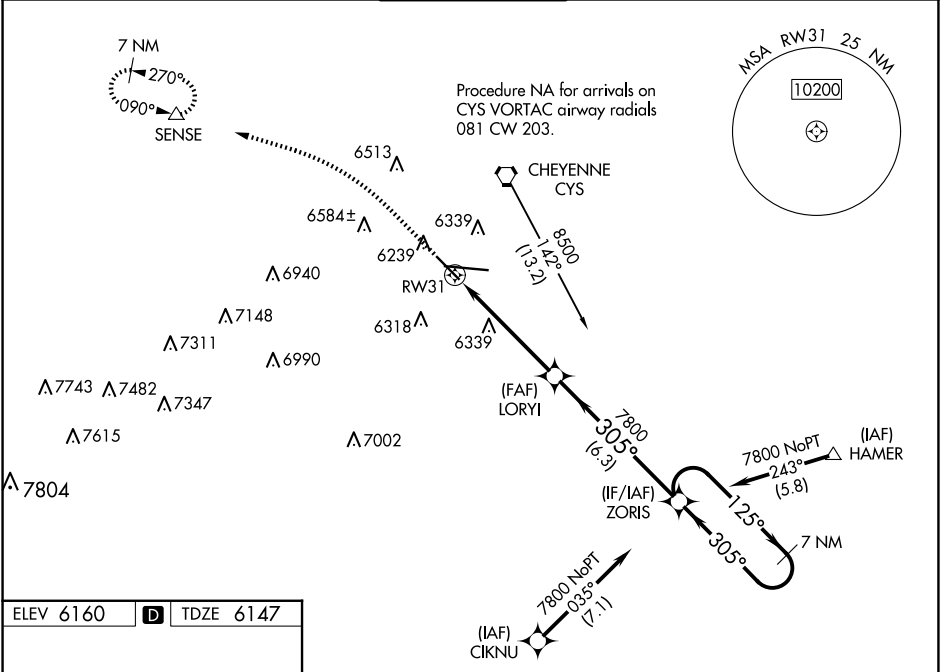 7 NM
270°
090°
SENSE
Procedure NA for arrivals on
CYS VORTAC airway radials
081 CW 203.
MSA RW31 25 NM
10200
6513
CHEYENNE
CYS
6584±
6339
6239
8500
142°
(13.2)
6940
RW31
7148
6318
6339
7311
6990
7743
7482
7347
(FAF)
LORYI
7615
7002
7800
305°
(6.3)
7800 NoPT
243°
(5.8)
(IAF)
HAMER
7804
(IF/IAF)
ZORIS
125°
305°
7 NM
7800 NoPT
035°
(7.1)
(IAF)
CIKNU
ELEV 6160 D TDZE 6147